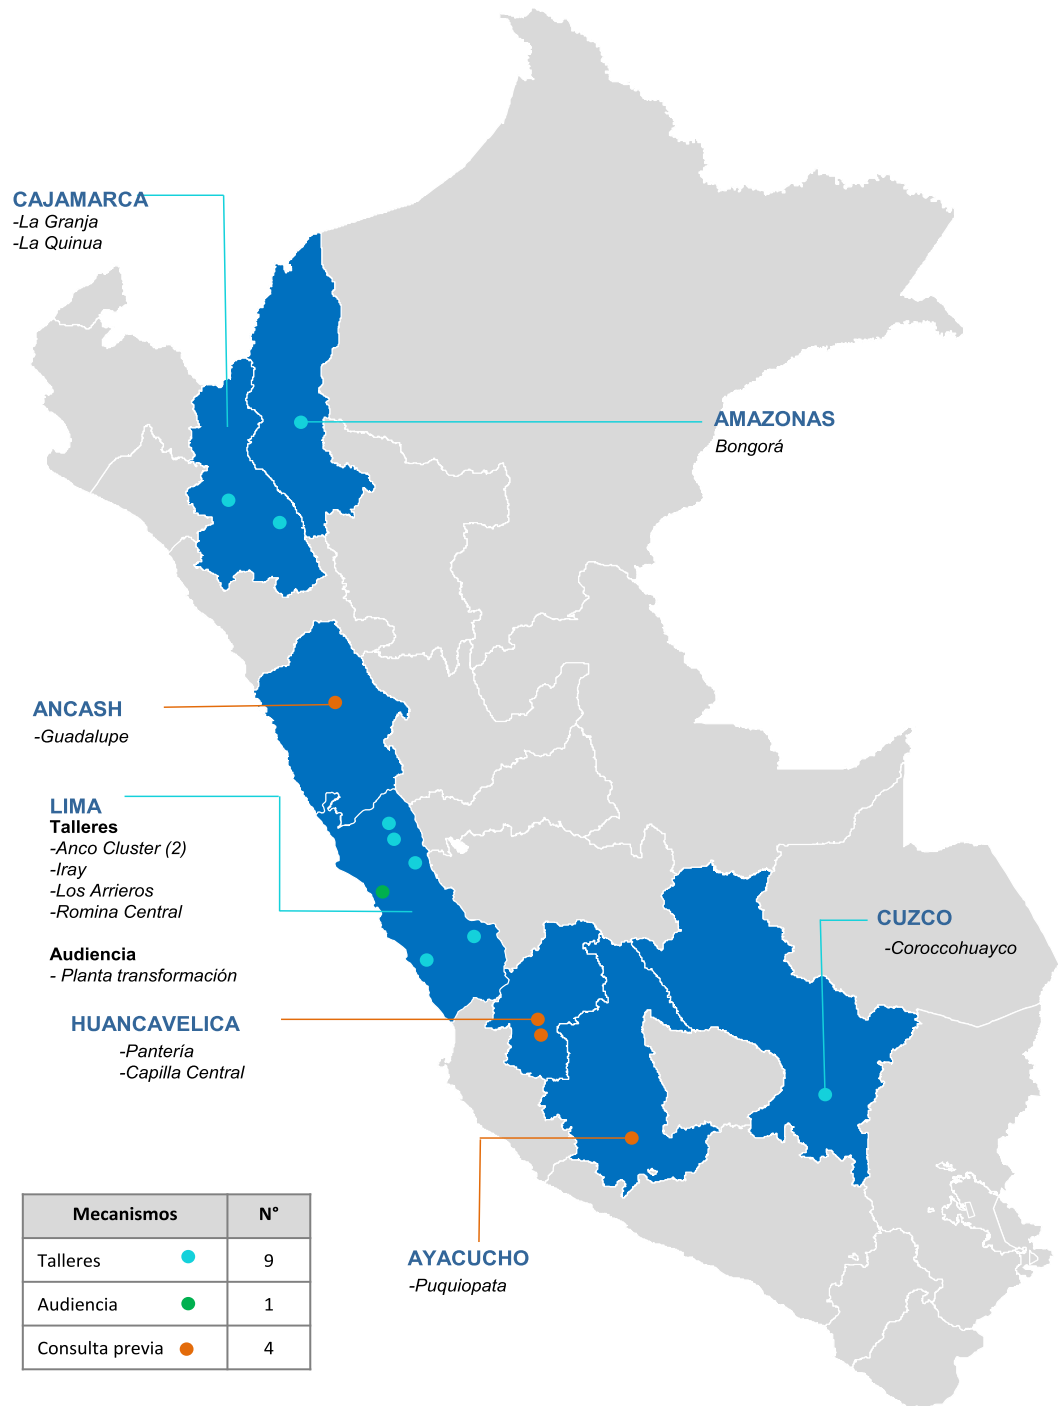 CAJAMARCA
-La Granja
-La Quinua
AMAZONAS
Bongorá
ANCASH
-Guadalupe
LIMA
Talleres
-Anco Cluster (2)
-Iray
-Los Arrieros
-Romina Central
Audiencia
- Planta transformación
CUZCO
-Coroccohuayco
HUANCAVELICA
-Pantería
-Capilla Central
AYACUCHO
-Puquiopata
Mecanismos N°
Talleres 9
Audiencia 1
Consulta previa 4